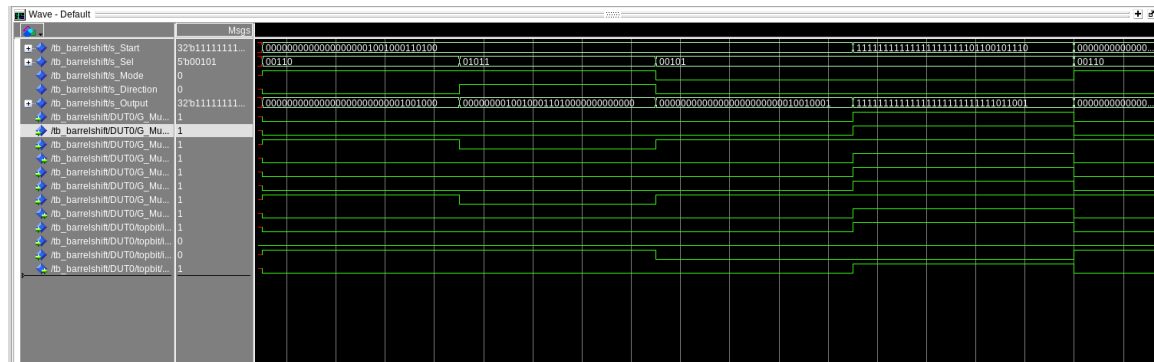 Wave - Default
Msgs
/tb_barrelshift/s_Start 32'b11111111... 00000000000000000001001000110100 11111111111111111111101100101110 0000000000000...
/tb_barrelshift/s_Sel 5'b00101 00110 01011 00101 00110
/tb_barrelshift/s_Mode 0
/tb_barrelshift/s_Direction 0
/tb_barrelshift/s_Output 32'b11111111... 00000000000000000000000001001000 00000000100100011010000000000000 00000000000000000000000010010001 11111111111111111111111111011001 0000000000000...
/tb_barrelshift/DUT0/G_Mu... 1
/tb_barrelshift/DUT0/G_Mu... 1
/tb_barrelshift/DUT0/G_Mu... 1
/tb_barrelshift/DUT0/G_Mu... 1
/tb_barrelshift/DUT0/G_Mu... 1
/tb_barrelshift/DUT0/G_Mu... 1
/tb_barrelshift/DUT0/G_Mu... 1
/tb_barrelshift/DUT0/G_Mu... 1
/tb_barrelshift/DUT0/topbit/i... 1
/tb_barrelshift/DUT0/topbit/i... 0
/tb_barrelshift/DUT0/topbit/i... 0
/tb_barrelshift/DUT0/topbit/... 1